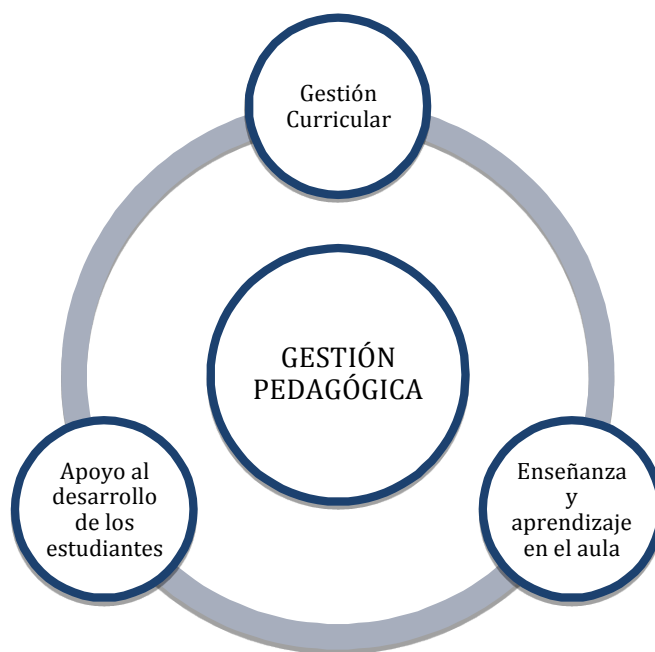 Gestión
Curricular
GESTIÓN
PEDAGÓGICA
Apoyo al
desarrollo
de los
estudiantes
Enseñanza
y
aprendizaje
en el aula